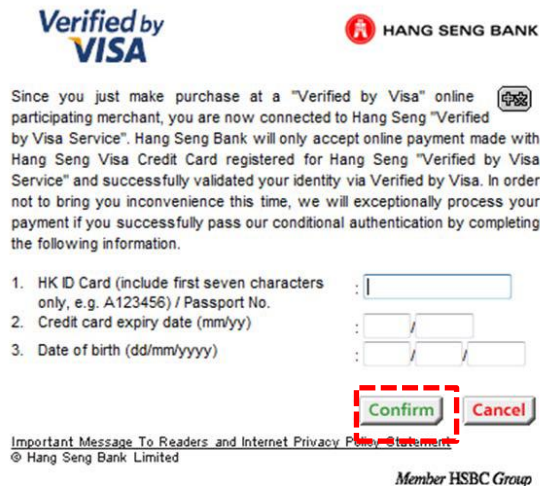 Verified by
VISA
HANG SENG BANK
Since you just make purchase at a "Verified by Visa" online
中文
participating merchant, you are now connected to Hang Seng "Verified
by Visa Service". Hang Seng Bank will only accept online payment made with
Hang Seng Visa Credit Card registered for Hang Seng "Verified by Visa
Service" and successfully validated your identity via Verified by Visa. In order
not to bring you inconvenience this time, we will exceptionally process your
payment if you successfully pass our conditional authentication by completing
the following information.
1. HK ID Card (include first seven characters
only, e.g. A123456) / Passport No. :
2. Credit card expiry date (mm/yy) : /
3. Date of birth (dd/mm/yyyy) : / /
Confirm Cancel
Important Message To Readers and Internet Privacy Policy Statement
© Hang Seng Bank Limited
Member HSBC Group